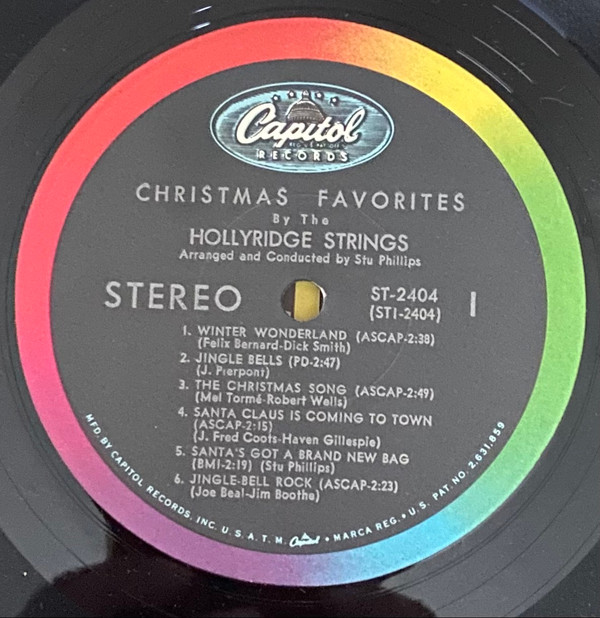 Capitol
RECORDS
CHRISTMAS FAVORITES
By The
HOLLYRIDGE STRINGS
Arranged and Conducted by Stu Phillips
STEREO
ST-2404
(ST1-2404)
1
1. WINTER WONDERLAND (ASCAP-2:38)
(Felix Bernard-Dick Smith)
2. JINGLE BELLS (PD-2:47)
(J. Pierpont)
3. THE CHRISTMAS SONG (ASCAP-2:49)
(Mel Tormé-Robert Wells)
4. SANTA CLAUS IS COMING TO TOWN
(ASCAP-2:15)
(J. Fred Coots-Haven Gillespie)
5. SANTA'S GOT A BRAND NEW BAG
(BMI-2:19) (Stu Phillips)
6. JINGLE-BELL ROCK (ASCAP-2:23)
(Joe Beal-Jim Boothe)
MFD. BY CAPITOL RECORDS, INC. U.S.A. T.M. Capitol • MARCA REG. • U.S. PAT. NO. 2,631,859